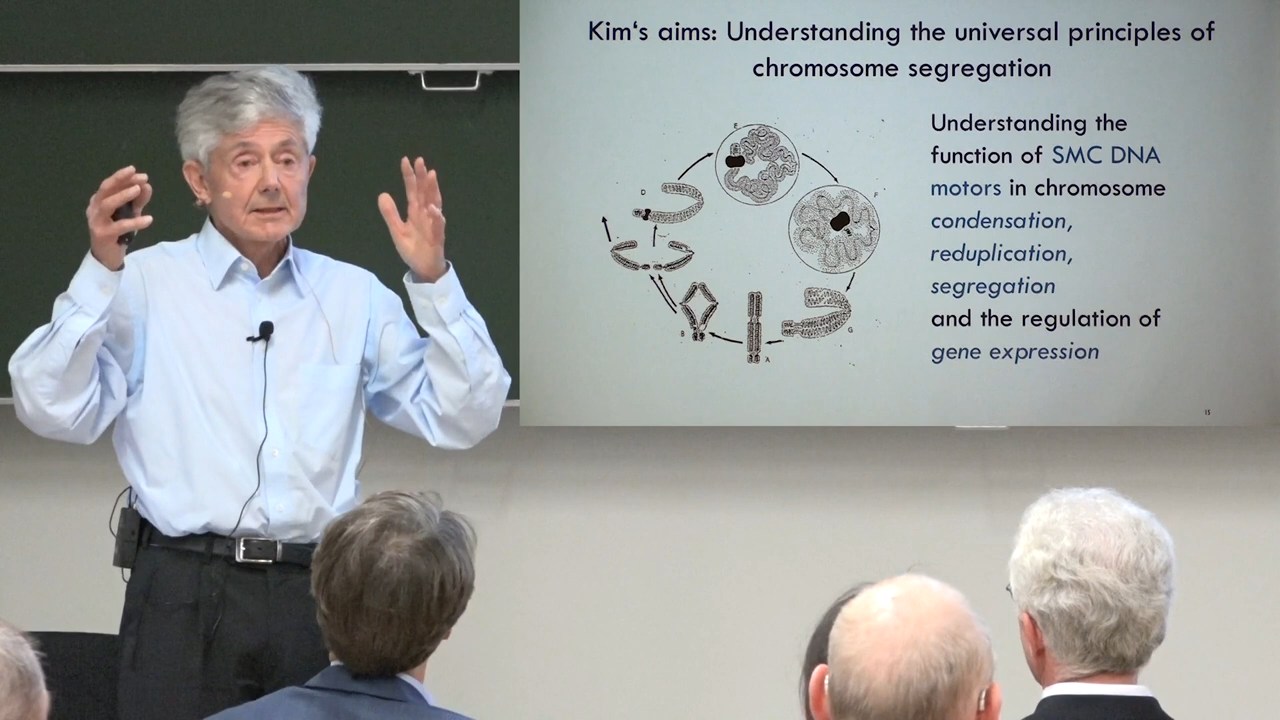 Kim‘s aims: Understanding the universal principles of
chromosome segregation
Understanding the
function of SMC DNA
motors in chromosome
condensation,
reduplication,
segregation
and the regulation of
gene expression
E
D
F
G
B
A
15